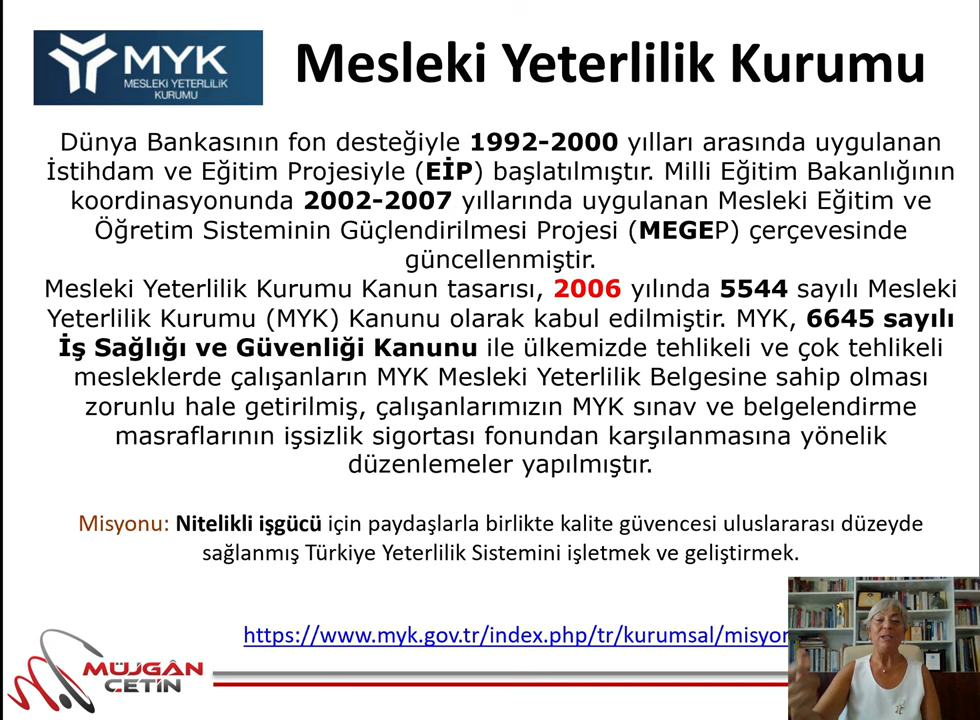 MYK
MESLEKİ YETERLİLİK
KURUMU
Mesleki Yeterlilik Kurumu
Dünya Bankasının fon desteğiyle 1992-2000 yılları arasında uygulanan
İstihdam ve Eğitim Projesiyle (EİP) başlatılmıştır. Milli Eğitim Bakanlığının
koordinasyonunda 2002-2007 yıllarında uygulanan Mesleki Eğitim ve
Öğretim Sisteminin Güçlendirilmesi Projesi (MEGEP) çerçevesinde
güncellenmiştir.
Mesleki Yeterlilik Kurumu Kanun tasarısı, 2006 yılında 5544 sayılı Mesleki
Yeterlilik Kurumu (MYK) Kanunu olarak kabul edilmiştir. MYK, 6645 sayılı
İş Sağlığı ve Güvenliği Kanunu ile ülkemizde tehlikeli ve çok tehlikeli
mesleklerde çalışanların MYK Mesleki Yeterlilik Belgesine sahip olması
zorunlu hale getirilmiş, çalışanlarımızın MYK sınav ve belgelendirme
masraflarının işsizlik sigortası fonundan karşılanmasına yönelik
düzenlemeler yapılmıştır.
Misyonu: Nitelikli işgücü için paydaşlarla birlikte kalite güvencesi uluslararası düzeyde
sağlanmış Türkiye Yeterlilik Sistemini işletmek ve geliştirmek.
https://www.myk.gov.tr/index.php/tr/kurumsal/misyon
MÜJGÂN
ÇETİN